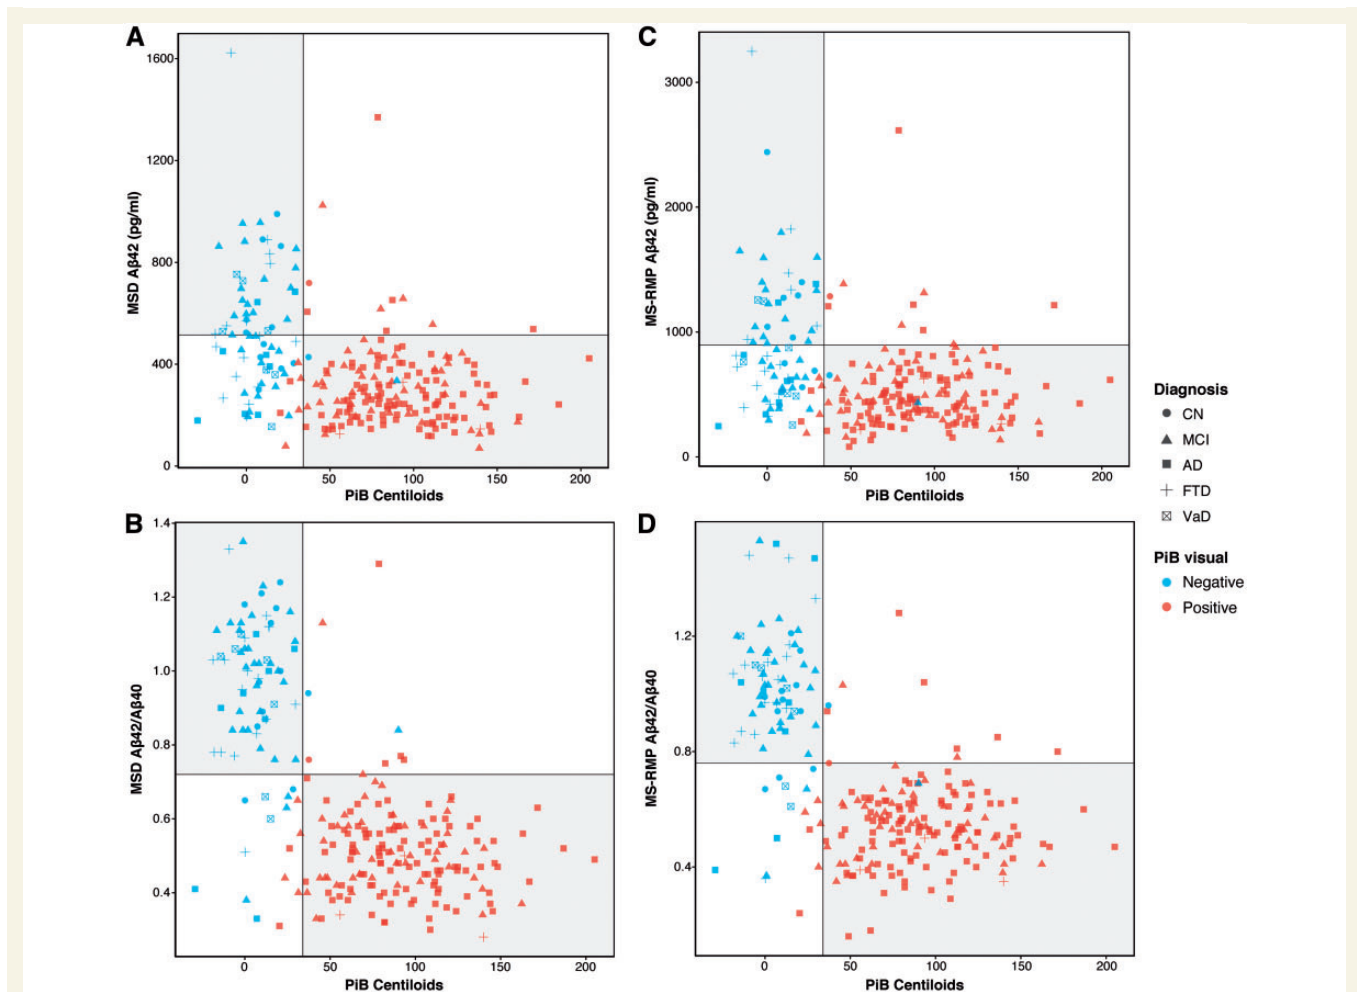 A
1600
1200
800
400
0
MSD Aβ42 (pg/ml)
0 50 100 150 200
PiB Centiloids
C
3000
2000
1000
0
MS-RMP Aβ42 (pg/ml)
0 50 100 150 200
PiB Centiloids
B
1.4
1.2
1.0
0.8
0.6
0.4
MSD Aβ42/Aβ40
0 50 100 150 200
PiB Centiloids
D
1.2
0.8
0.4
MS-RMP Aβ42/Aβ40
0 50 100 150 200
PiB Centiloids
Diagnosis
CN
MCI
AD
FTD
VaD
PiB visual
Negative
Positive